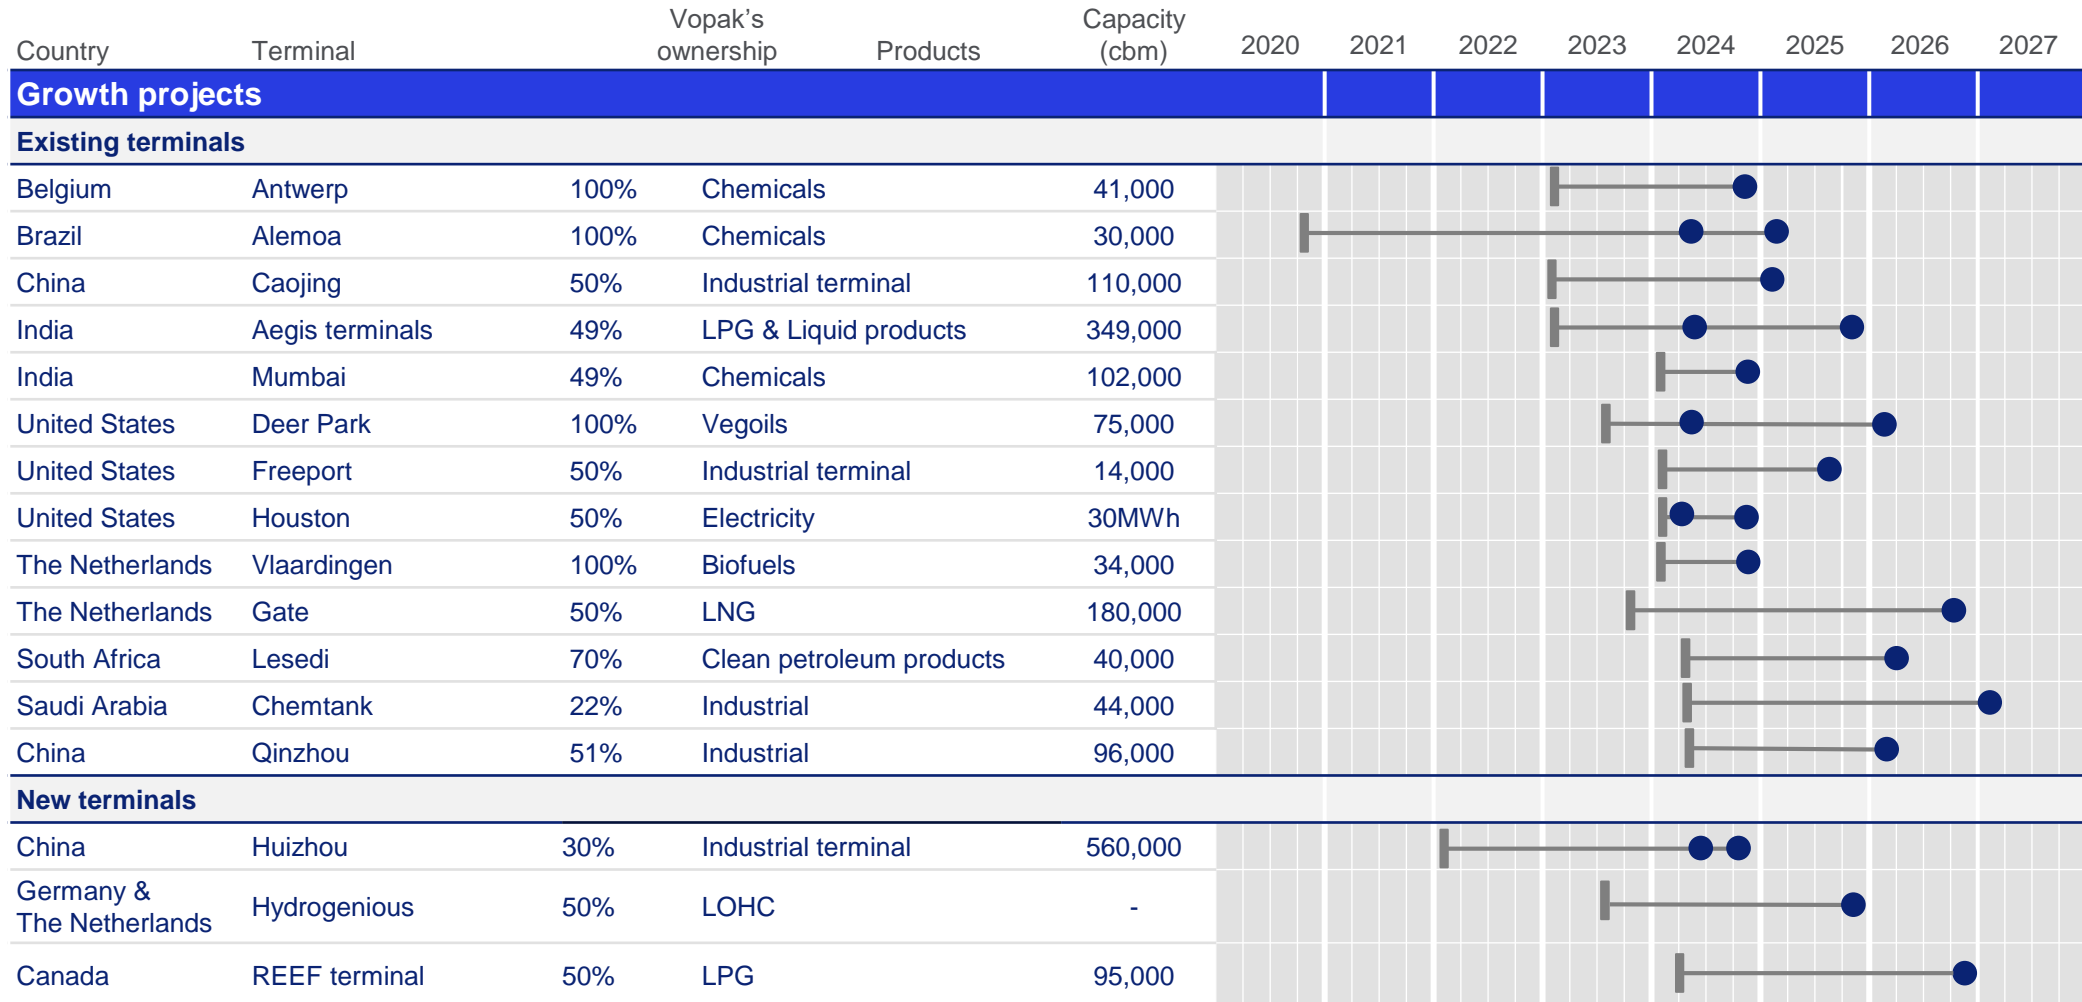 Country Terminal Vopak’s ownership Products Capacity (cbm) 2020 2021 2022 2023 2024 2025 2026 2027
Growth projects
Existing terminals
Belgium Antwerp 100% Chemicals 41,000
Brazil Alemoa 100% Chemicals 30,000
China Caojing 50% Industrial terminal 110,000
India Aegis terminals 49% LPG & Liquid products 349,000
India Mumbai 49% Chemicals 102,000
United States Deer Park 100% Vegoils 75,000
United States Freeport 50% Industrial terminal 14,000
United States Houston 50% Electricity 30MWh
The Netherlands Vlaardingen 100% Biofuels 34,000
The Netherlands Gate 50% LNG 180,000
South Africa Lesedi 70% Clean petroleum products 40,000
Saudi Arabia Chemtank 22% Industrial 44,000
China Qinzhou 51% Industrial 96,000
New terminals
China Huizhou 30% Industrial terminal 560,000
Germany & The Netherlands Hydrogenious 50% LOHC -
Canada REEF terminal 50% LPG 95,000